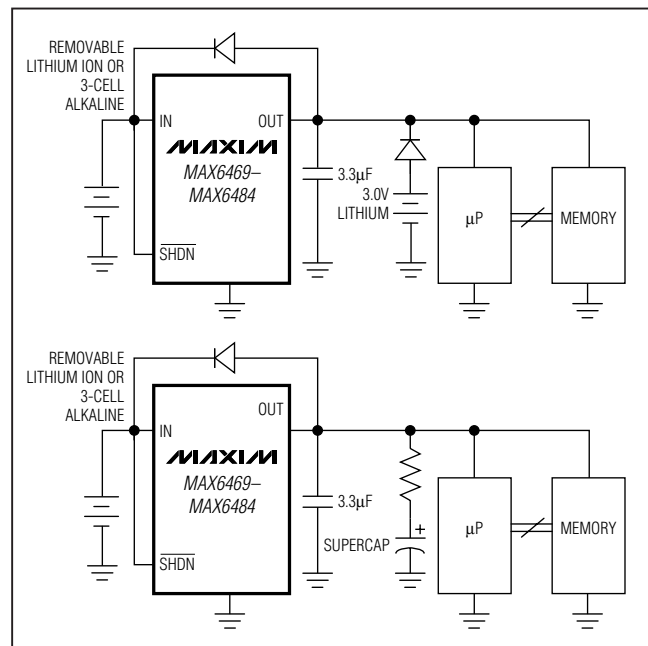 REMOVABLE
LITHIUM ION OR
3-CELL
ALKALINE
IN
OUT
MAXIM
MAX6469–
MAX6484
SHDN
3.3µF
3.0V
LITHIUM
µP
MEMORY
REMOVABLE
LITHIUM ION OR
3-CELL
ALKALINE
IN
OUT
MAXIM
MAX6469–
MAX6484
SHDN
3.3µF
+
SUPERCAP
µP
MEMORY